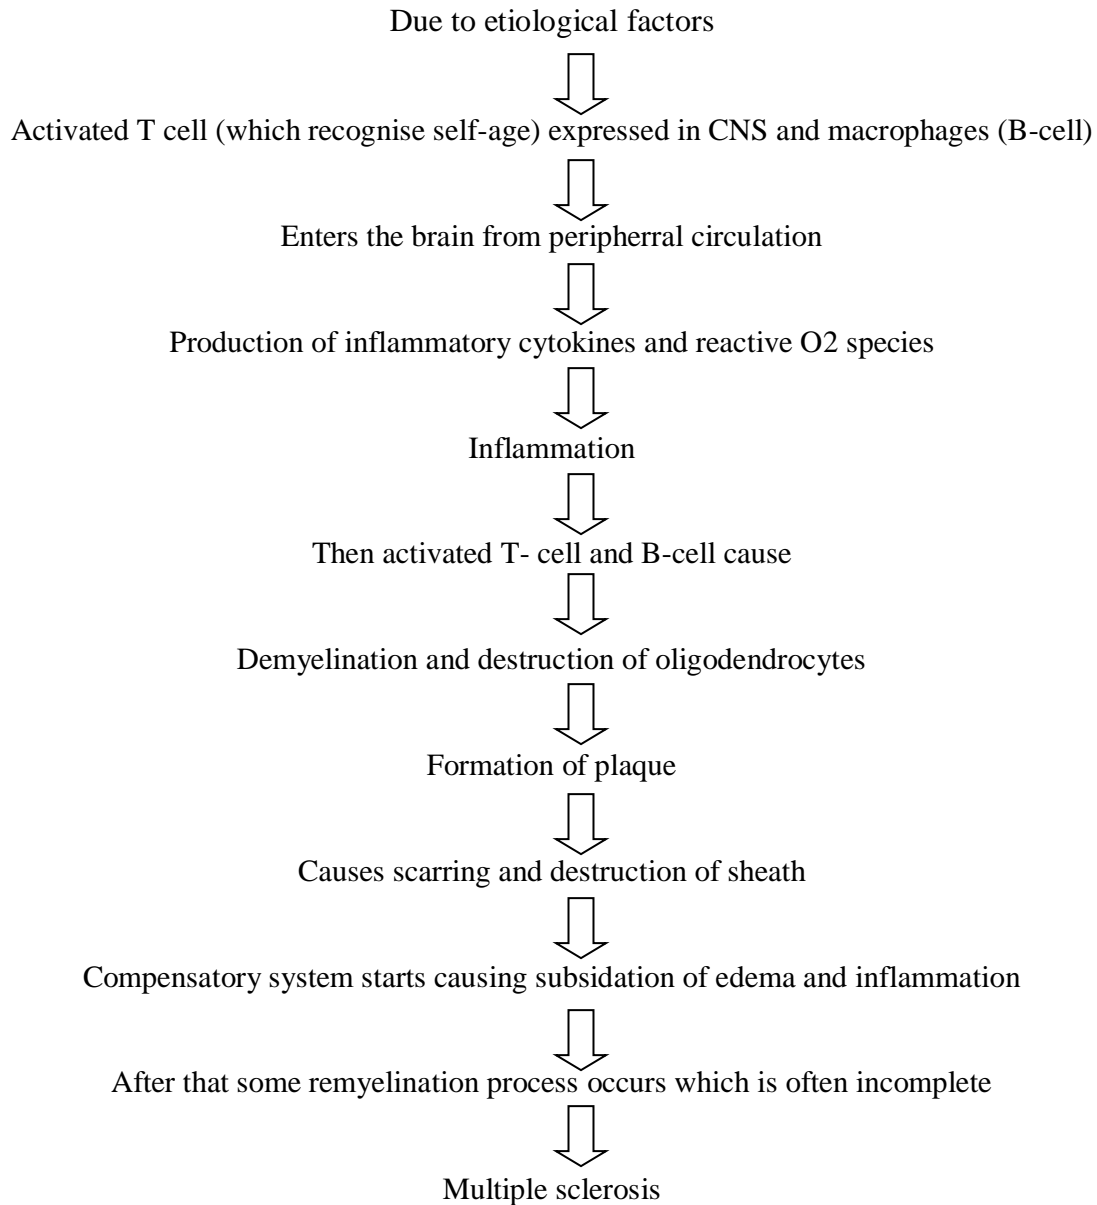 Due to etiological factors
Activated T cell (which recognise self-age) expressed in CNS and macrophages (B-cell)
Enters the brain from peripherral circulation
Production of inflammatory cytokines and reactive O2 species
Inflammation
Then activated T- cell and B-cell cause
Demyelination and destruction of oligodendrocytes
Formation of plaque
Causes scarring and destruction of sheath
Compensatory system starts causing subsidation of edema and inflammation
After that some remyelination process occurs which is often incomplete
Multiple sclerosis